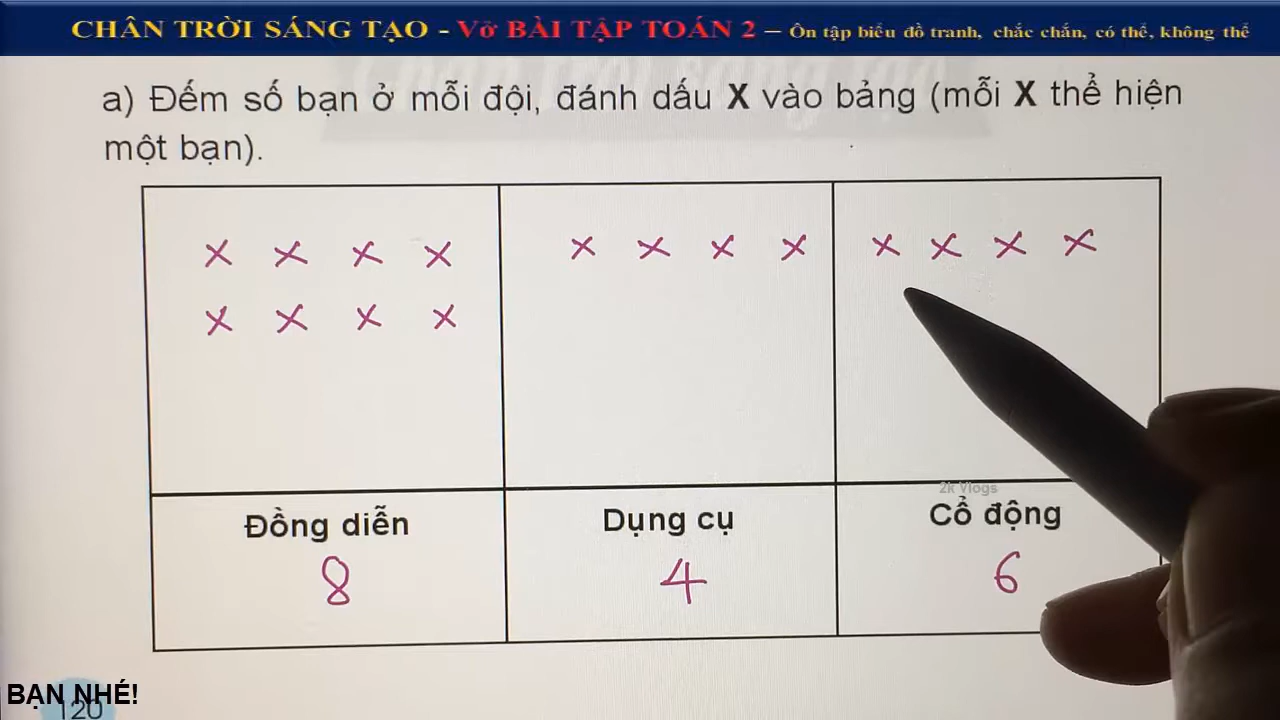 CHÂN TRỜI SÁNG TẠO - Vở BÀI TẬP TOÁN 2 – Ôn tập biểu đồ tranh, chắc chắn, có thể, không thể
a) Đếm số bạn ở mỗi đội, đánh dấu X vào bảng (mỗi X thể hiện
một bạn).
x x x x x x x x x x x x
x x x x
2k Vlogs
Đồng diễn Dụng cụ Cổ động
8 4 6
BẠN NHÉ!
120